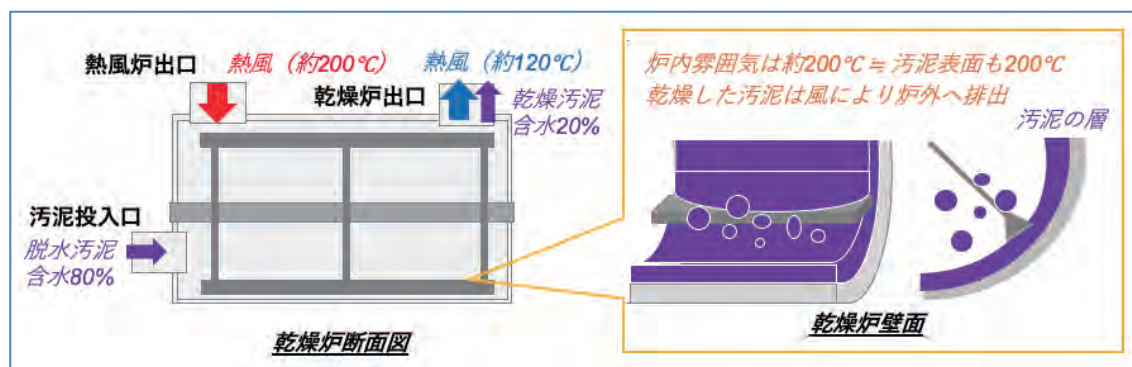 熱風炉出口
熱風（約200℃）
熱風（約120℃）
乾燥炉出口
乾燥汚泥
含水20%
汚泥投入口
脱水汚泥
含水80%
乾燥炉断面図
炉内雰囲気は約200℃≒汚泥表面も200℃
乾燥した汚泥は風により炉外へ排出
汚泥の層
乾燥炉壁面